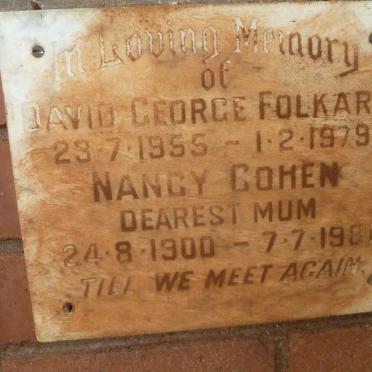 In Loving Memory
of
DAVID GEORGE FOLKAR
23·7·1955 - 1·2·1979
NANCY COHEN
DEAREST MUM
24·8·1900 - 7·7·198
TILL WE MEET AGAIN.